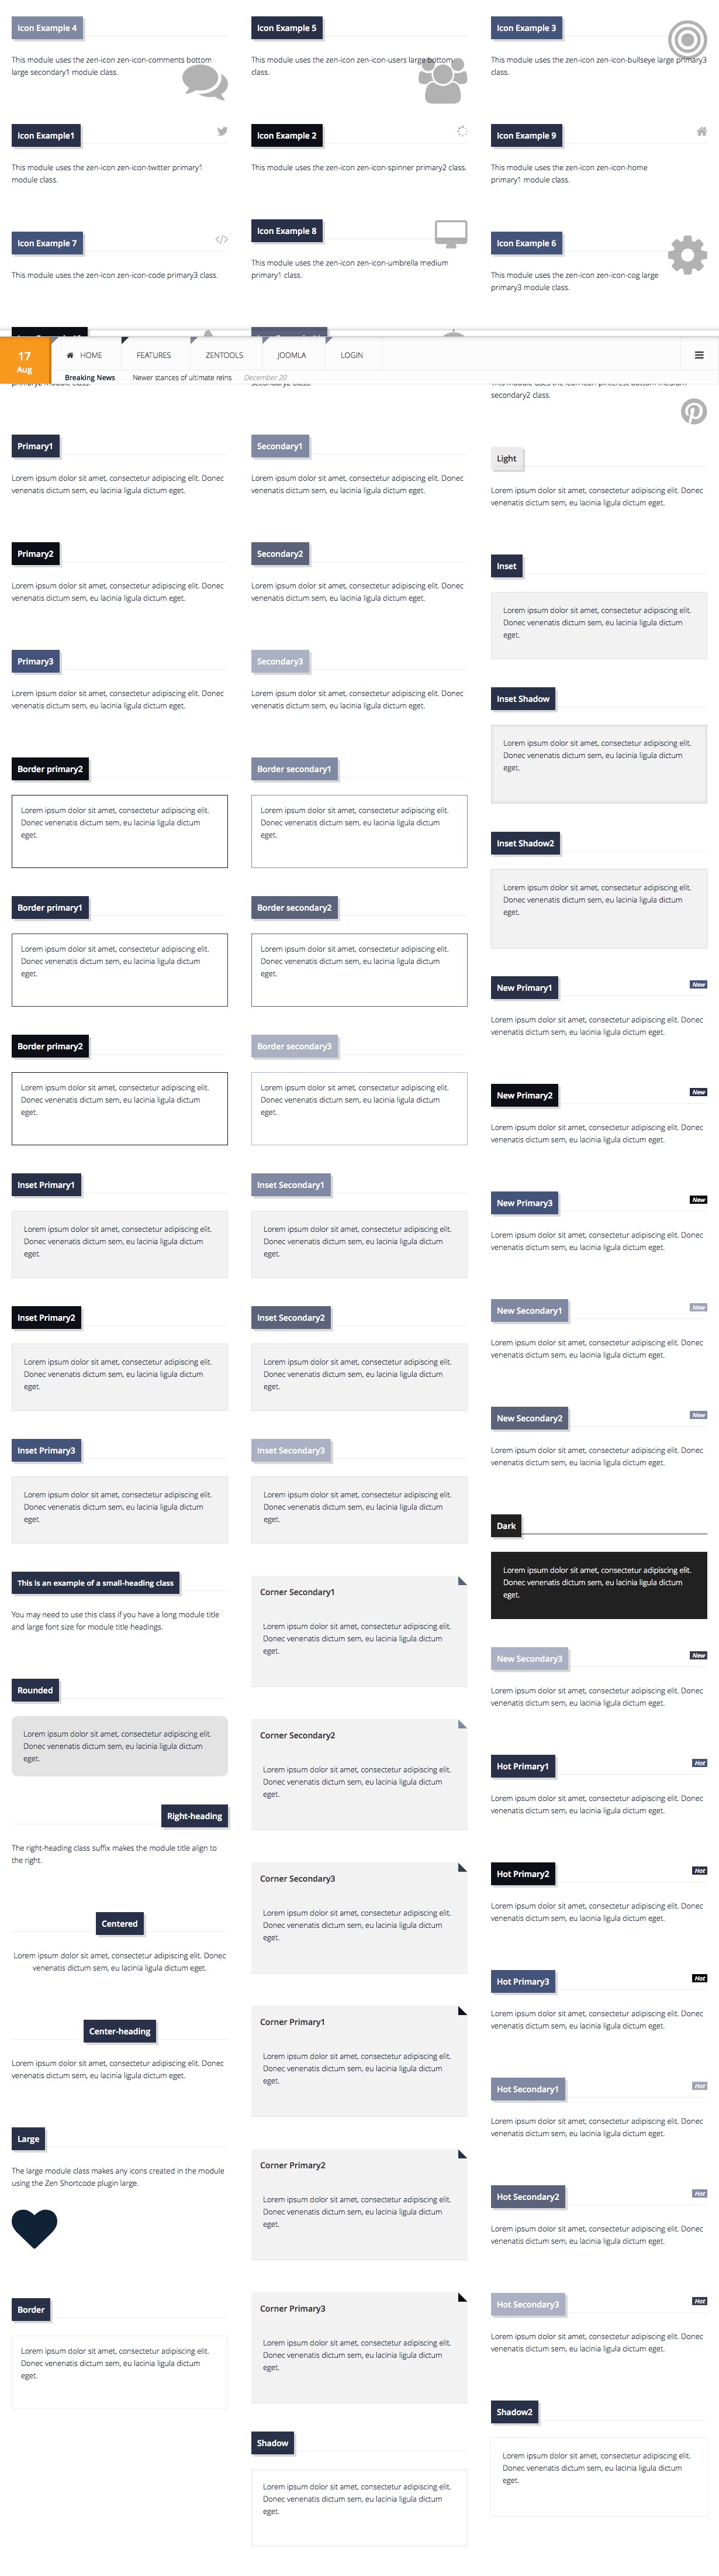 Icon Example 4
This module uses the zen-icon zen-icon-comments bottom
large secondary1 module class.
Icon Example 5
This module uses the zen-icon zen-icon-users large bottom
class.
Icon Example 3
This module uses the zen-icon zen-icon-bullseye large primary3
class.
Icon Example1
This module uses the zen-icon zen-icon-twitter primary1
module class.
Icon Example 2
This module uses the zen-icon zen-icon-spinner primary2 class.
Icon Example 9
This module uses the zen-icon zen-icon-home
primary1 module class.
Icon Example 7
This module uses the zen-icon zen-icon-code primary3 class.
Icon Example 8
This module uses the zen-icon zen-icon-umbrella medium
primary1 class.
Icon Example 6
This module uses the zen-icon zen-icon-cog large
primary3 module class.
17
Aug
HOME
FEATURES
ZENTOOLS
JOOMLA
LOGIN
Breaking News
Newer stances of ultimate reins
December 20
secondary2 class.
Primary1
Lorem ipsum dolor sit amet, consectetur adipiscing elit. Donec
venenatis dictum sem, eu lacinia ligula dictum eget.
Primary2
Lorem ipsum dolor sit amet, consectetur adipiscing elit. Donec
venenatis dictum sem, eu lacinia ligula dictum eget.
Primary3
Lorem ipsum dolor sit amet, consectetur adipiscing elit. Donec
venenatis dictum sem, eu lacinia ligula dictum eget.
Border primary2
Lorem ipsum dolor sit amet, consectetur adipiscing elit.
Donec venenatis dictum sem, eu lacinia ligula dictum
eget.
Border primary1
Lorem ipsum dolor sit amet, consectetur adipiscing elit.
Donec venenatis dictum sem, eu lacinia ligula dictum
eget.
Border primary2
Lorem ipsum dolor sit amet, consectetur adipiscing elit.
Donec venenatis dictum sem, eu lacinia ligula dictum
eget.
Inset Primary1
Lorem ipsum dolor sit amet, consectetur adipiscing elit.
Donec venenatis dictum sem, eu lacinia ligula dictum
eget.
Inset Primary2
Lorem ipsum dolor sit amet, consectetur adipiscing elit.
Donec venenatis dictum sem, eu lacinia ligula dictum
eget.
Inset Primary3
Lorem ipsum dolor sit amet, consectetur adipiscing elit.
Donec venenatis dictum sem, eu lacinia ligula dictum
eget.
This is an example of a small-heading class
You may need to use this class if you have a long module title
and large font size for module title headings.
Rounded
Lorem ipsum dolor sit amet, consectetur adipiscing elit.
Donec venenatis dictum sem, eu lacinia ligula dictum
eget.
Right-heading
The right-heading class suffix makes the module title align to
the right.
Centered
Lorem ipsum dolor sit amet, consectetur adipiscing elit. Donec
venenatis dictum sem, eu lacinia ligula dictum eget.
Center-heading
Lorem ipsum dolor sit amet, consectetur adipiscing elit. Donec
venenatis dictum sem, eu lacinia ligula dictum eget.
Large
The large module class makes any icons created in the module
using the Zen Shortcode plugin large.
Border
Lorem ipsum dolor sit amet, consectetur adipiscing elit.
Donec venenatis dictum sem, eu lacinia ligula dictum
eget.
Secondary1
Lorem ipsum dolor sit amet, consectetur adipiscing elit. Donec
venenatis dictum sem, eu lacinia ligula dictum eget.
Secondary2
Lorem ipsum dolor sit amet, consectetur adipiscing elit. Donec
venenatis dictum sem, eu lacinia ligula dictum eget.
Secondary3
Lorem ipsum dolor sit amet, consectetur adipiscing elit. Donec
venenatis dictum sem, eu lacinia ligula dictum eget.
Border secondary1
Lorem ipsum dolor sit amet, consectetur adipiscing elit.
Donec venenatis dictum sem, eu lacinia ligula dictum
eget.
Border secondary2
Lorem ipsum dolor sit amet, consectetur adipiscing elit.
Donec venenatis dictum sem, eu lacinia ligula dictum
eget.
Border secondary3
Lorem ipsum dolor sit amet, consectetur adipiscing elit.
Donec venenatis dictum sem, eu lacinia ligula dictum
eget.
Inset Secondary1
Lorem ipsum dolor sit amet, consectetur adipiscing elit.
Donec venenatis dictum sem, eu lacinia ligula dictum
eget.
Inset Secondary2
Lorem ipsum dolor sit amet, consectetur adipiscing elit.
Donec venenatis dictum sem, eu lacinia ligula dictum
eget.
Inset Secondary3
Lorem ipsum dolor sit amet, consectetur adipiscing elit.
Donec venenatis dictum sem, eu lacinia ligula dictum
eget.
Corner Secondary1
Lorem ipsum dolor sit amet, consectetur adipiscing elit.
Donec venenatis dictum sem, eu lacinia ligula dictum
eget.
Corner Secondary2
Lorem ipsum dolor sit amet, consectetur adipiscing elit.
Donec venenatis dictum sem, eu lacinia ligula dictum
eget.
Corner Secondary3
Lorem ipsum dolor sit amet, consectetur adipiscing elit.
Donec venenatis dictum sem, eu lacinia ligula dictum
eget.
Corner Primary1
Lorem ipsum dolor sit amet, consectetur adipiscing elit.
Donec venenatis dictum sem, eu lacinia ligula dictum
eget.
Corner Primary2
Lorem ipsum dolor sit amet, consectetur adipiscing elit.
Donec venenatis dictum sem, eu lacinia ligula dictum
eget.
Corner Primary3
Lorem ipsum dolor sit amet, consectetur adipiscing elit.
Donec venenatis dictum sem, eu lacinia ligula dictum
eget.
Shadow
Lorem ipsum dolor sit amet, consectetur adipiscing elit.
Donec venenatis dictum sem, eu lacinia ligula dictum
eget.
Light
Lorem ipsum dolor sit amet, consectetur adipiscing elit. Donec
venenatis dictum sem, eu lacinia ligula dictum eget.
Inset
Lorem ipsum dolor sit amet, consectetur adipiscing elit.
Donec venenatis dictum sem, eu lacinia ligula dictum
eget.
Inset Shadow
Lorem ipsum dolor sit amet, consectetur adipiscing elit.
Donec venenatis dictum sem, eu lacinia ligula dictum
eget.
Inset Shadow2
Lorem ipsum dolor sit amet, consectetur adipiscing elit.
Donec venenatis dictum sem, eu lacinia ligula dictum
eget.
New Primary1
New
Lorem ipsum dolor sit amet, consectetur adipiscing elit. Donec
venenatis dictum sem, eu lacinia ligula dictum eget.
New Primary2
New
Lorem ipsum dolor sit amet, consectetur adipiscing elit. Donec
venenatis dictum sem, eu lacinia ligula dictum eget.
New Primary3
New
Lorem ipsum dolor sit amet, consectetur adipiscing elit. Donec
venenatis dictum sem, eu lacinia ligula dictum eget.
New Secondary1
New
Lorem ipsum dolor sit amet, consectetur adipiscing elit. Donec
venenatis dictum sem, eu lacinia ligula dictum eget.
New Secondary2
New
Lorem ipsum dolor sit amet, consectetur adipiscing elit. Donec
venenatis dictum sem, eu lacinia ligula dictum eget.
Dark
Lorem ipsum dolor sit amet, consectetur adipiscing elit.
Donec venenatis dictum sem, eu lacinia ligula dictum
eget.
New Secondary3
New
Lorem ipsum dolor sit amet, consectetur adipiscing elit. Donec
venenatis dictum sem, eu lacinia ligula dictum eget.
Hot Primary1
Hot
Lorem ipsum dolor sit amet, consectetur adipiscing elit. Donec
venenatis dictum sem, eu lacinia ligula dictum eget.
Hot Primary2
Hot
Lorem ipsum dolor sit amet, consectetur adipiscing elit. Donec
venenatis dictum sem, eu lacinia ligula dictum eget.
Hot Primary3
Hot
Lorem ipsum dolor sit amet, consectetur adipiscing elit. Donec
venenatis dictum sem, eu lacinia ligula dictum eget.
Hot Secondary1
Hot
Lorem ipsum dolor sit amet, consectetur adipiscing elit. Donec
venenatis dictum sem, eu lacinia ligula dictum eget.
Hot Secondary2
Hot
Lorem ipsum dolor sit amet, consectetur adipiscing elit. Donec
venenatis dictum sem, eu lacinia ligula dictum eget.
Hot Secondary3
Hot
Lorem ipsum dolor sit amet, consectetur adipiscing elit. Donec
venenatis dictum sem, eu lacinia ligula dictum eget.
Shadow2
Lorem ipsum dolor sit amet, consectetur adipiscing elit.
Donec venenatis dictum sem, eu lacinia ligula dictum
eget.